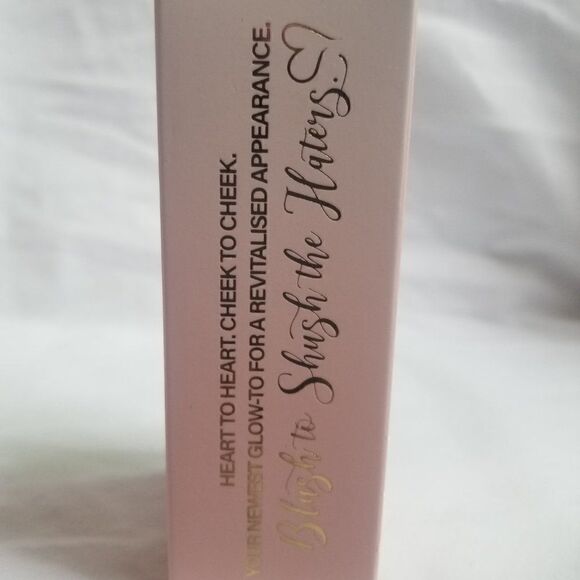 HEART TO HEART. CHEEK TO CHEEK.
YOUR NEWEST GLOW-TO FOR A REVITALISED APPEARANCE.
Blush to Shush the Haters.